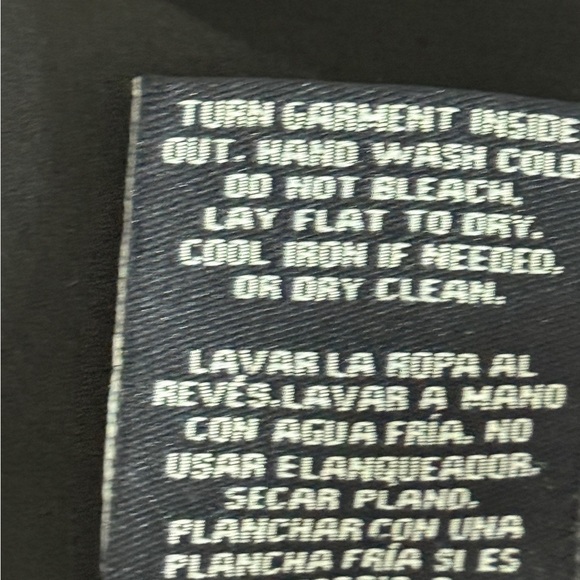 TURN GARMENT INSIDE
OUT. HAND WASH COLD
DO NOT BLEACH.
LAY FLAT TO DRY.
COOL IRON IF NEEDED.
OR DRY CLEAN.
LAVAR LA ROPA AL
REVÉS.LAVAR A MANO
CON AGUA FRÍA. NO
USAR ELANQUEADOR.
SECAR PLANO.
PLANCHAR CON UNA
PLANCHA FRÍA SI ES